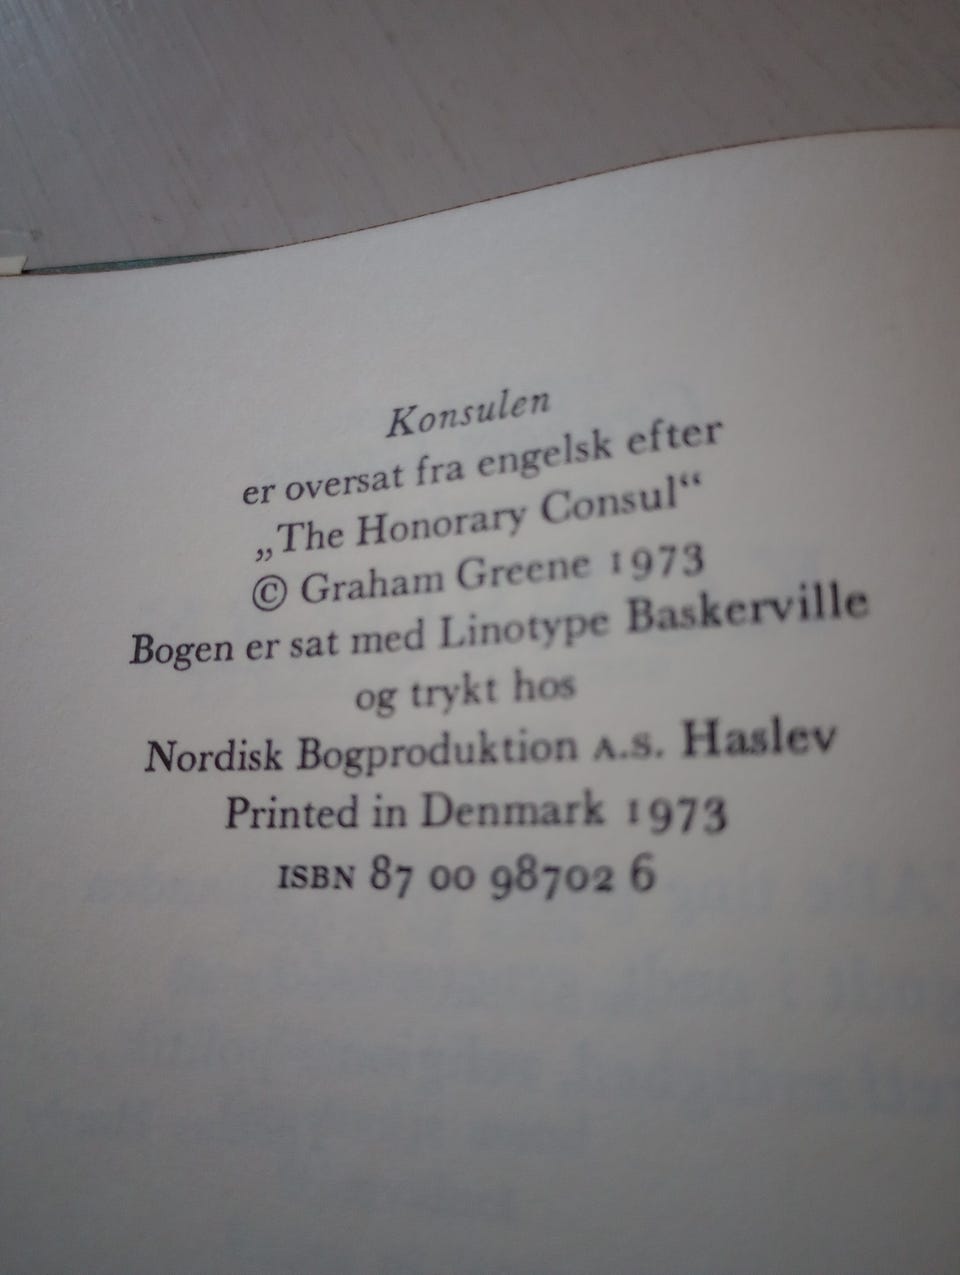 Konsulen
er oversat fra engelsk efter
„The Honorary Consul“
© Graham Greene 1973
Bogen er sat med Linotype Baskerville
og trykt hos
Nordisk Bogproduktion A.S. Haslev
Printed in Denmark 1973
ISBN 87 00 98702 6